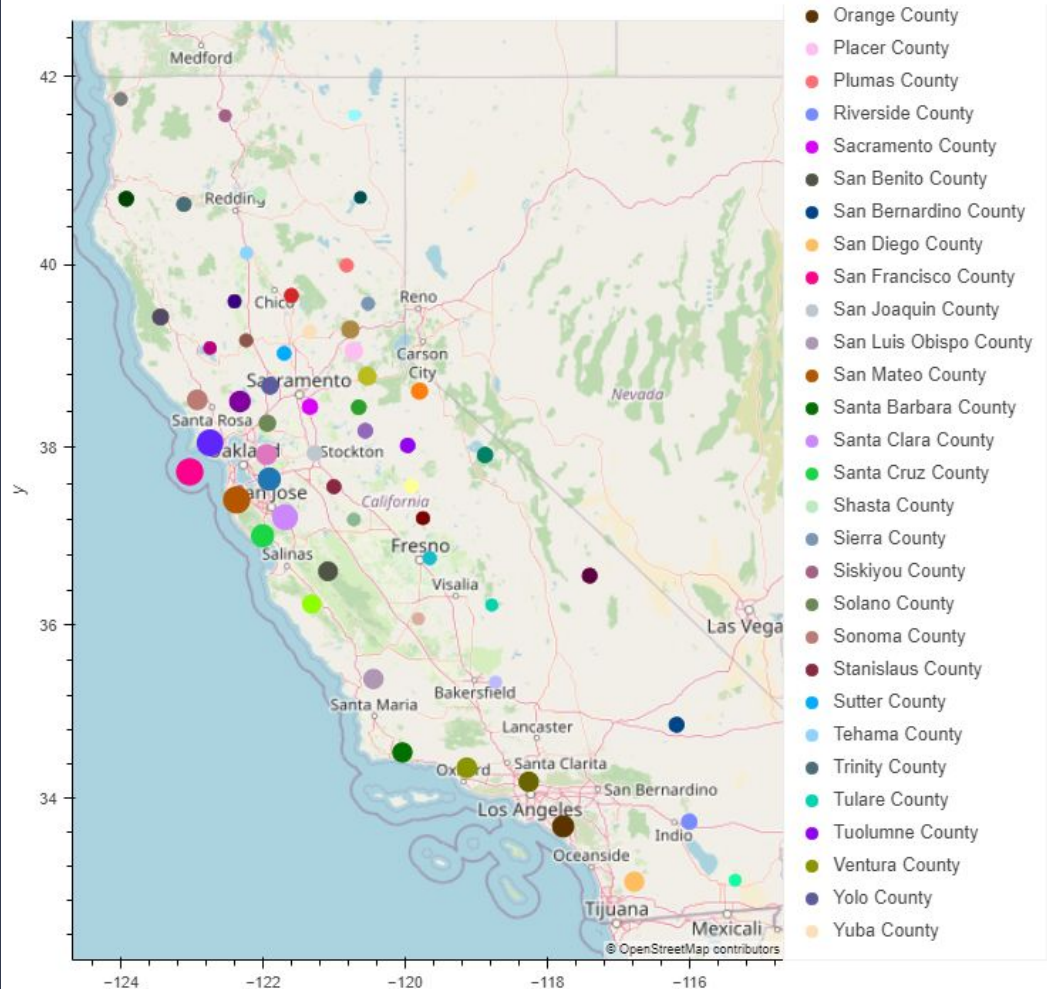 Orange County
Placer County
Plumas County
Riverside County
Sacramento County
San Benito County
San Bernardino County
San Diego County
San Francisco County
San Joaquin County
San Luis Obispo County
San Mateo County
Santa Barbara County
Santa Clara County
Santa Cruz County
Shasta County
Sierra County
Siskiyou County
Solano County
Sonoma County
Stanislaus County
Sutter County
Tehama County
Trinity County
Tulare County
Tuolumne County
Ventura County
Yolo County
Yuba County
42
40
38
36
34
y
Medford
Redding
Chico
Reno
Carson
City
Sacramento
Nevada
Santa Rosa
Oakland
Stockton
San Jose
California
Salinas
Fresno
Visalia
Las Vega
Bakersfield
Santa Maria
Lancaster
Santa Clarita
Oxnard
San Bernardino
Los Angeles
Indio
Oceanside
Tijuana
Mexicali
© OpenStreetMap contributors
−124
−122
−120
−118
−116